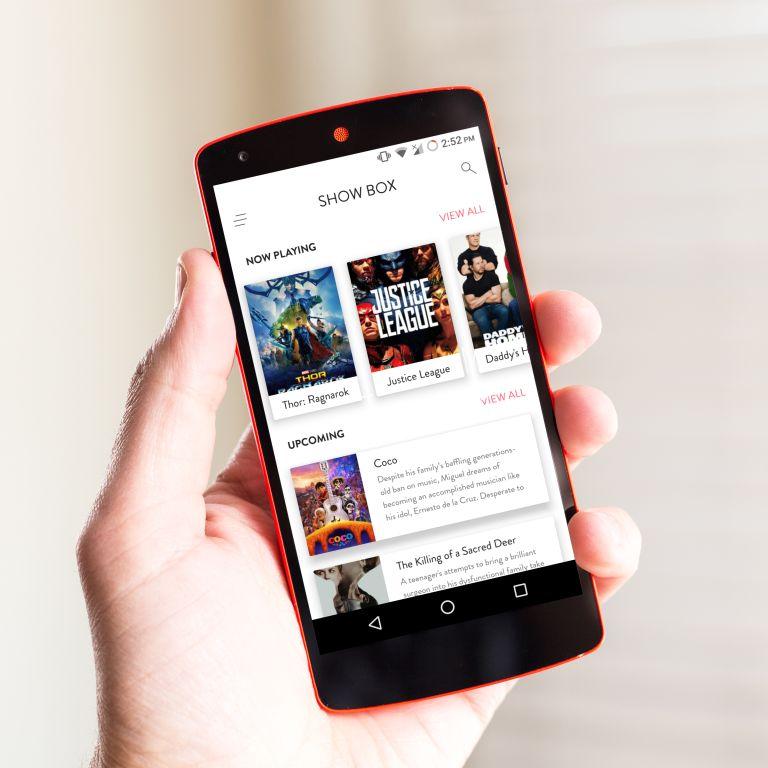 2:52 PM
SHOW BOX
VIEW ALL
NOW PLAYING
THOR
RAGNAROK
JUSTICE
LEAGUE
DADDY'S
HOM
Thor: Ragnarok
Justice League
Daddy's H
VIEW ALL
UPCOMING
Coco
Despite his family's baffling generations-
old ban on music, Miguel dreams of
becoming an accomplished musician like
his idol, Ernesto de la Cruz. Desperate to
COCO
The Killing of a Sacred Deer
A teenager's attempts to bring a brilliant
surgeon into his dysfunctional family take